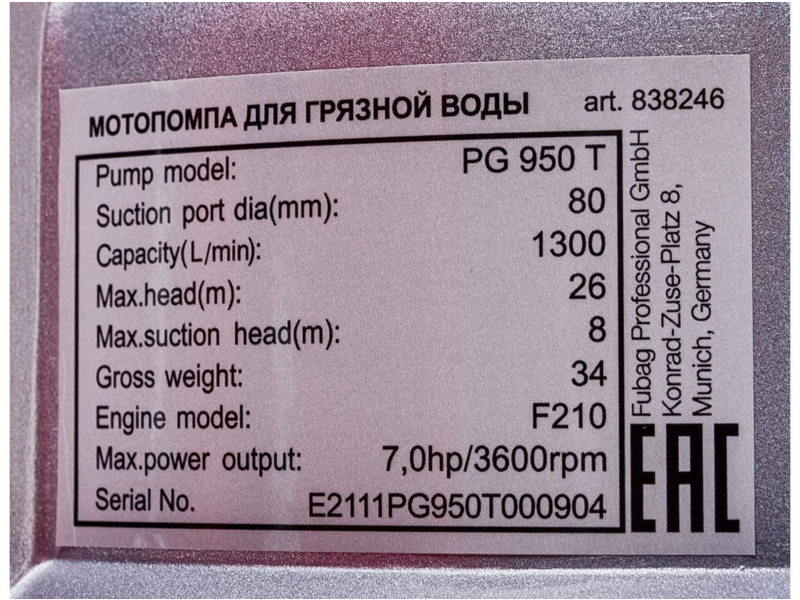 МОТОПОМПА ДЛЯ ГРЯЗНОЙ ВОДЫ art. 838246
Pump model: PG 950 T
Suction port dia(mm): 80
Capacity(L/min): 1300
Max.head(m): 26
Max.suction head(m): 8
Gross weight: 34
Engine model: F210
Max.power output: 7,0hp/3600rpm
Serial No. E2111PG950T000904
Fubag Professional GmbH
Konrad-Zuse-Platz 8,
Munich, Germany
EAC